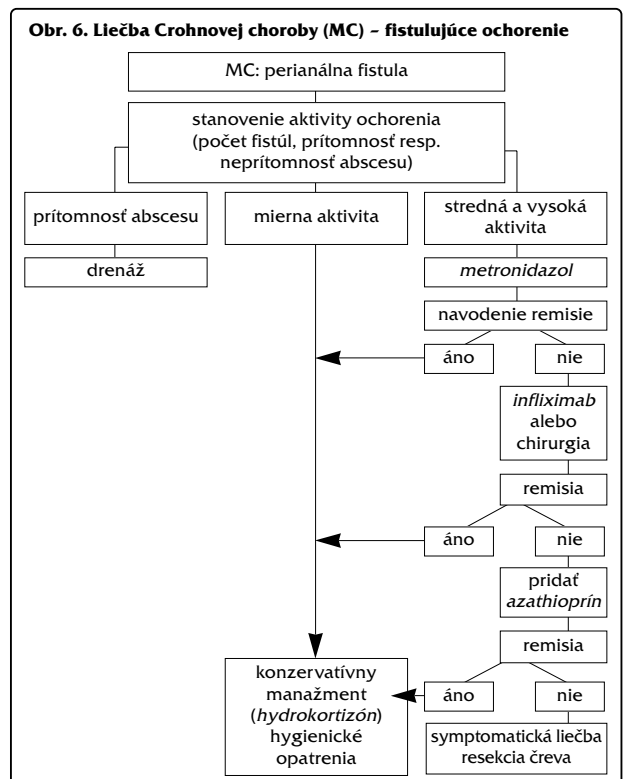 Obr. 6. Liečba Crohnovej choroby (MC) – fistulujúce ochorenie
MC: perianálna fistula
stanovenie aktivity ochorenia
(počet fistúl, prítomnosť resp.
neprítomnosť abscesu)
prítomnosť abscesu
mierna aktivita
stredná a vysoká
aktivita
drenáž
metronidazol
navodenie remisie
áno
nie
infliximab
alebo
chirurgia
remisia
áno
nie
pridať
azathioprín
remisia
konzervatívny
manažment
(hydrokortizón)
hygienické
opatrenia
áno
nie
symptomatická liečba
resekcia čreva